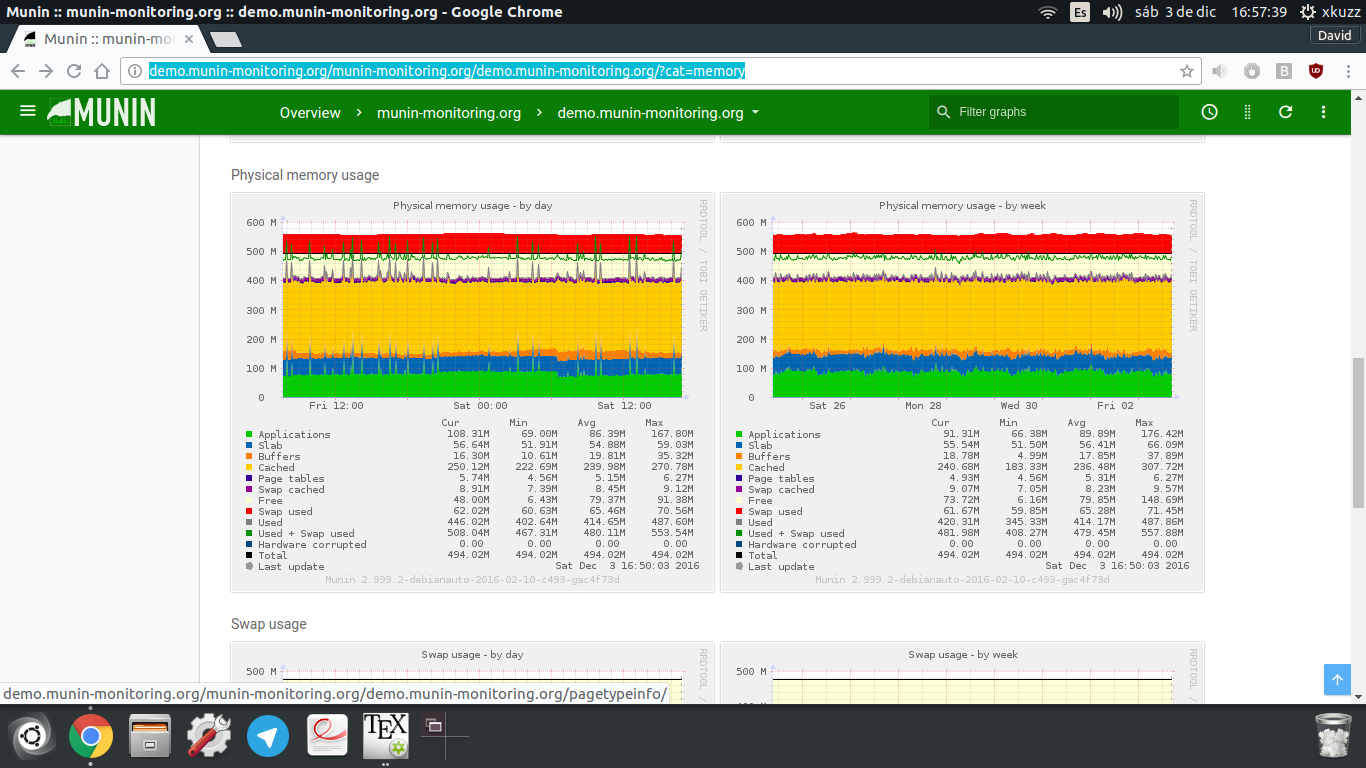 Munin :: munin-monitoring.org :: demo.munin-monitoring.org - Google Chrome
Es
sáb 3 de dic
16:57:39
xkuzz
Munin :: munin-mo
David
demo.munin-monitoring.org/munin-monitoring.org/demo.munin-monitoring.org/?cat=memory
MUNIN
Overview > munin-monitoring.org > demo.munin-monitoring.org
Filter graphs
Physical memory usage
Physical memory usage - by day
RRDTOOL / TOBI OETIKER
600 M
500 M
400 M
300 M
200 M
100 M
0
Fri 12:00 Sat 00:00 Sat 12:00
Cur Min Avg Max
Applications 108.31M 69.00M 86.39M 167.80M
Slab 56.64M 51.91M 54.88M 59.03M
Buffers 16.30M 10.61M 19.81M 35.32M
Cached 250.12M 222.69M 239.98M 270.78M
Page tables 5.74M 4.56M 5.15M 6.27M
Swap cached 8.91M 7.39M 8.45M 9.12M
Free 48.00M 6.43M 79.37M 91.38M
Swap used 62.02M 60.63M 65.46M 70.56M
Used 446.02M 402.64M 414.65M 487.60M
Used + Swap used 508.04M 467.31M 480.11M 553.54M
Hardware corrupted 0.00 0.00 0.00 0.00
Total 494.02M 494.02M 494.02M 494.02M
Last update Sat Dec 3 16:50:03 2016
Munin 2.999.2-debianauto-2016-02-10-c493-gac4f73d
Physical memory usage - by week
RRDTOOL / TOBI OETIKER
600 M
500 M
400 M
300 M
200 M
100 M
0
Sat 26 Mon 28 Wed 30 Fri 02
Cur Min Avg Max
Applications 91.31M 66.38M 89.89M 176.42M
Slab 55.54M 51.50M 56.41M 66.09M
Buffers 18.78M 4.99M 17.85M 37.89M
Cached 240.68M 183.33M 236.48M 307.72M
Page tables 4.93M 4.56M 5.31M 6.27M
Swap cached 9.07M 7.05M 8.23M 9.57M
Free 73.72M 6.16M 79.85M 148.69M
Swap used 61.67M 59.85M 65.28M 71.45M
Used 420.31M 345.33M 414.17M 487.86M
Used + Swap used 481.98M 408.27M 479.45M 557.88M
Hardware corrupted 0.00 0.00 0.00 0.00
Total 494.02M 494.02M 494.02M 494.02M
Last update Sat Dec 3 16:50:03 2016
Munin 2.999.2-debianauto-2016-02-10-c493-gac4f73d
Swap usage
Swap usage - by day
RRDTOOL /
500 M
Swap usage - by week
RRDTOOL /
500 M
demo.munin-monitoring.org/munin-monitoring.org/demo.munin-monitoring.org/pagetypeinfo/
TEX